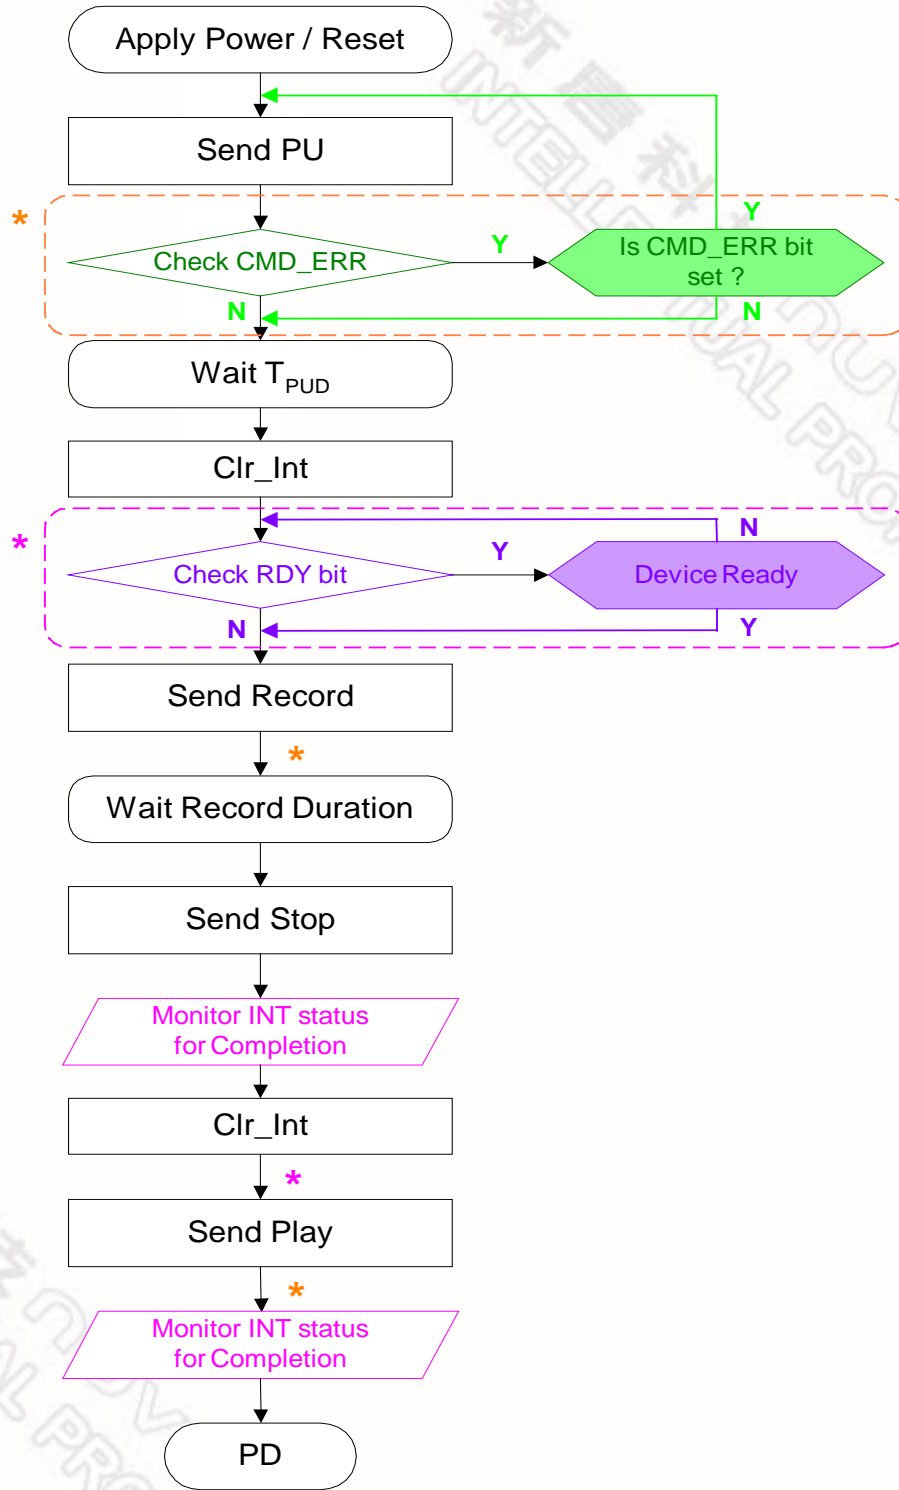 Apply Power / Reset
Send PU
*
Check CMD_ERR
Y
Y
Is CMD_ERR bit
set ?
N
N
Wait TPUD
Clr_Int
*
Check RDY bit
Y
N
Device Ready
N
Y
Send Record
*
Wait Record Duration
Send Stop
Monitor INT status
for Completion
Clr_Int
*
Send Play
*
Monitor INT status
for Completion
PD